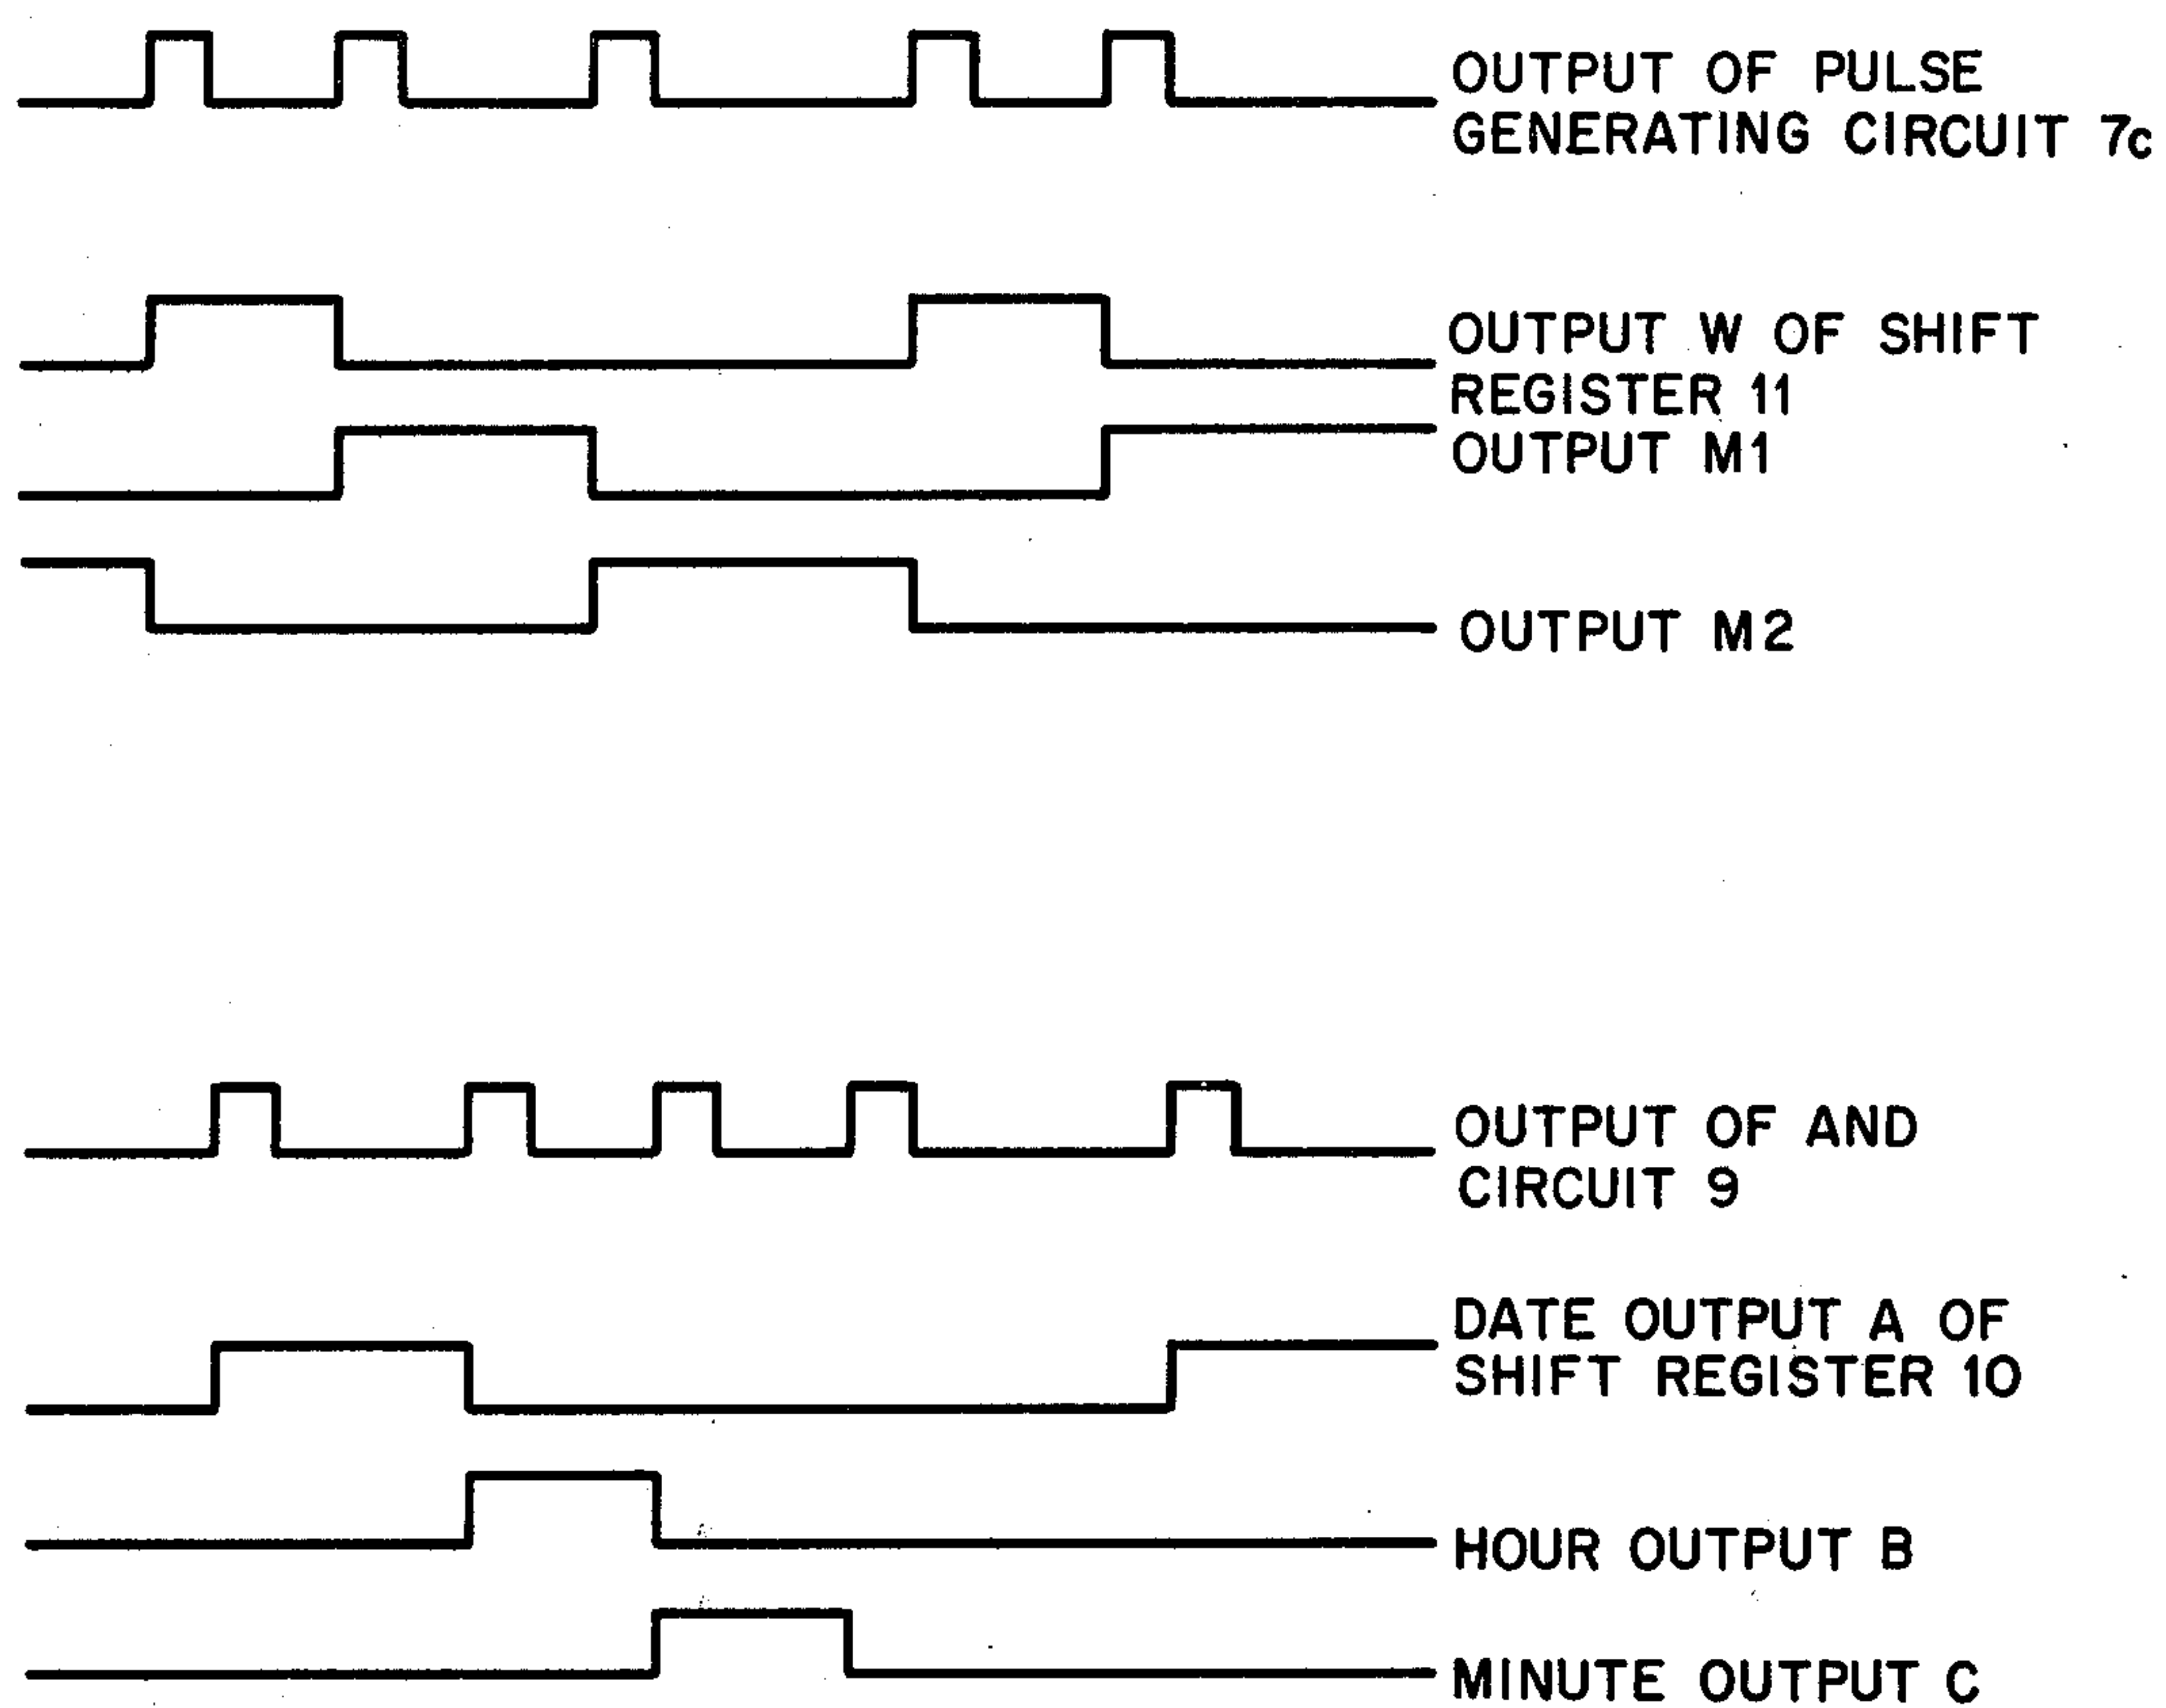 OUTPUT OF PULSE
GENERATING CIRCUIT 7c
OUTPUT W OF SHIFT
REGISTER 11
OUTPUT M1
OUTPUT M2
OUTPUT OF AND
CIRCUIT 9
DATE OUTPUT A OF
SHIFT REGISTER 10
HOUR OUTPUT B
MINUTE OUTPUT C